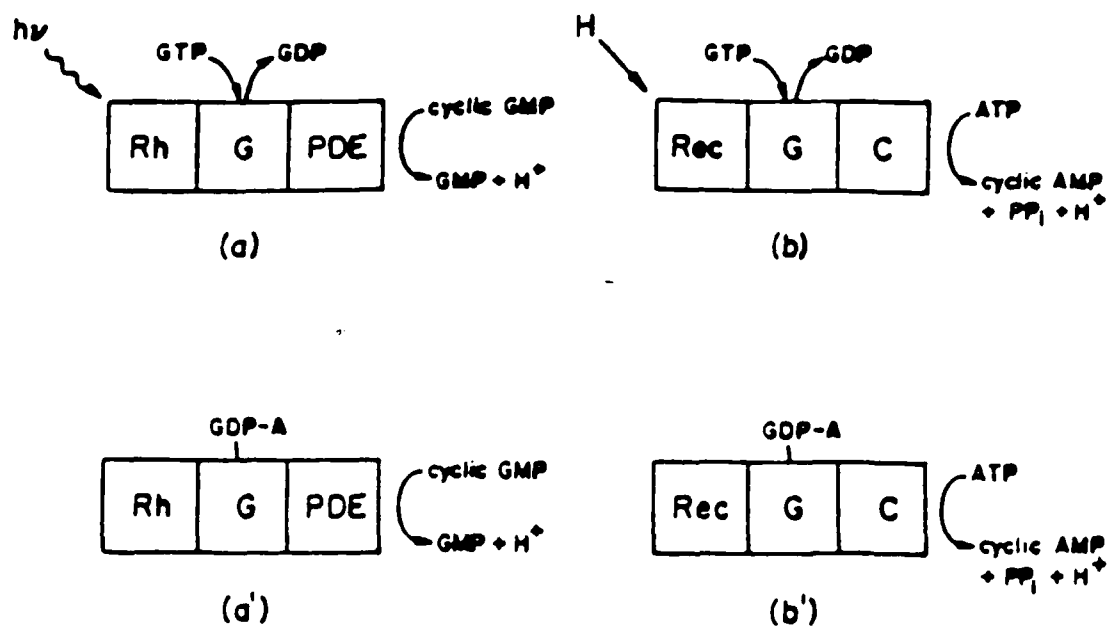 hν
GTP GDP
Rh G PDE
cyclic GMP
GMP + H⁺
(a)
H
GTP GDP
Rec G C
ATP
cyclic AMP
+ PPᵢ + H⁺
(b)
GDP-A
Rh G PDE
cyclic GMP
GMP + H⁺
(a')
GDP-A
Rec G C
ATP
cyclic AMP
+ PPᵢ + H⁺
(b')